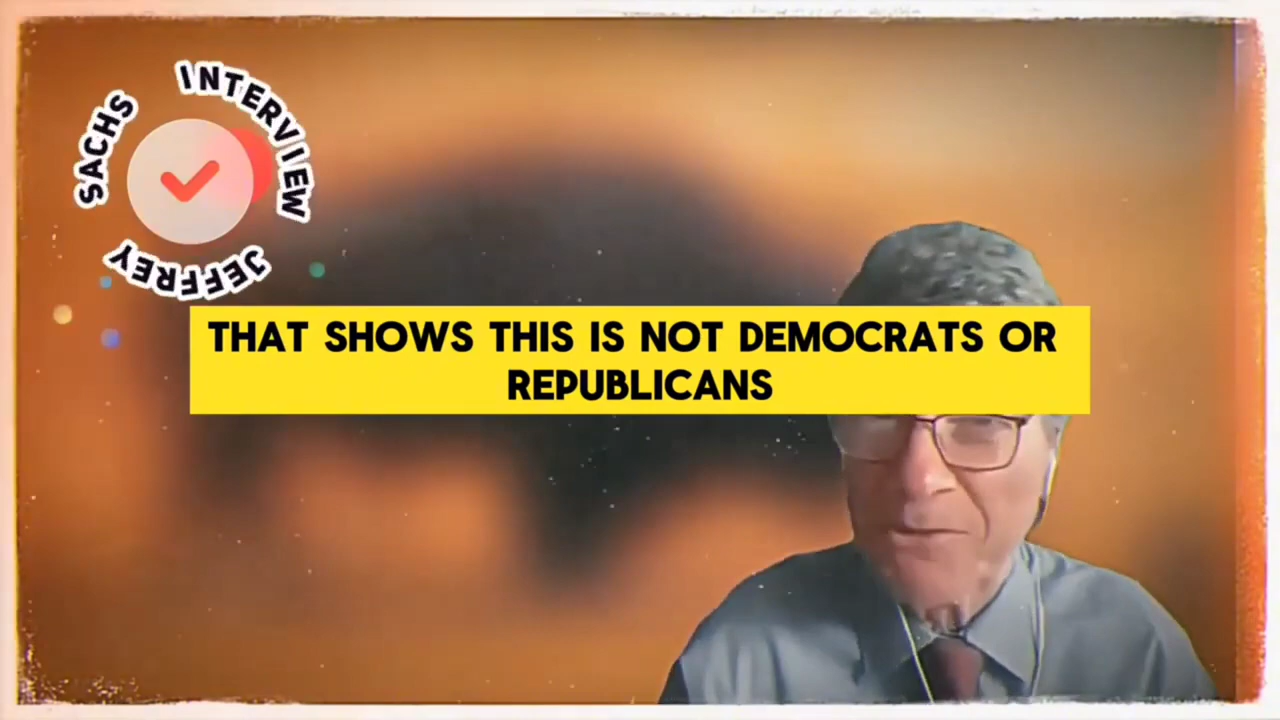 SACHS INTERVIEW JEFFREY
THAT SHOWS THIS IS NOT DEMOCRATS OR
REPUBLICANS